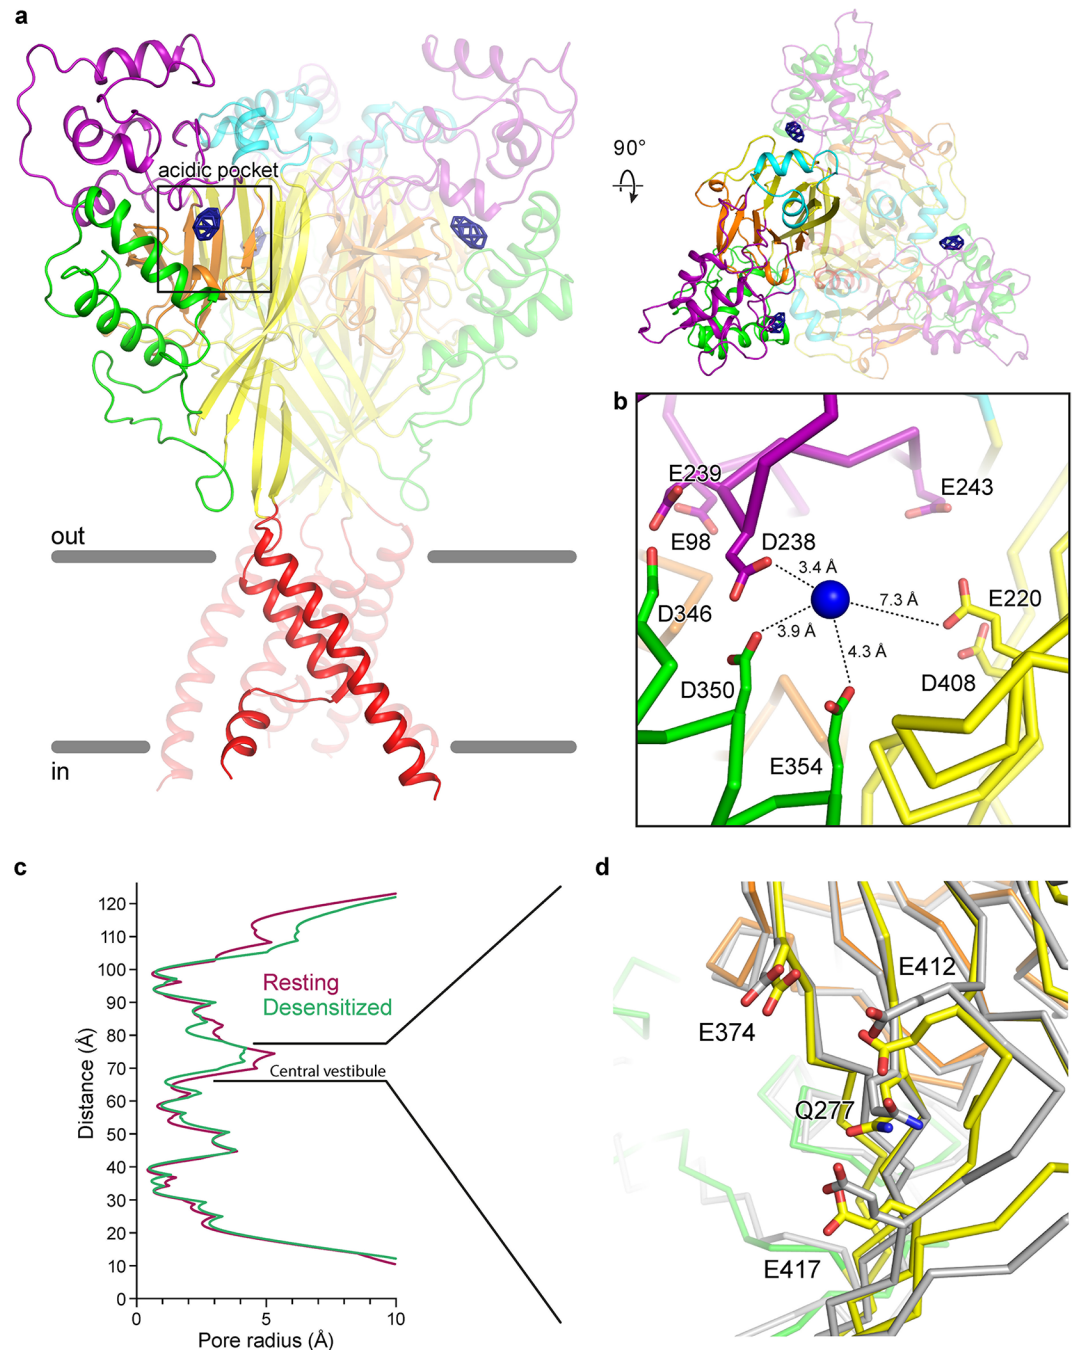 a
acidic pocket
out
in
90°
b
E239
E243
E98
D238
3.4 Å
7.3 Å
E220
D346
3.9 Å
4.3 Å
D350
D408
E354
c
120
110
100
90
80
70
60
50
40
30
20
10
0
Distance (Å)
Resting
Desensitized
Central vestibule
0
5
10
Pore radius (Å)
d
E412
E374
Q277
E417